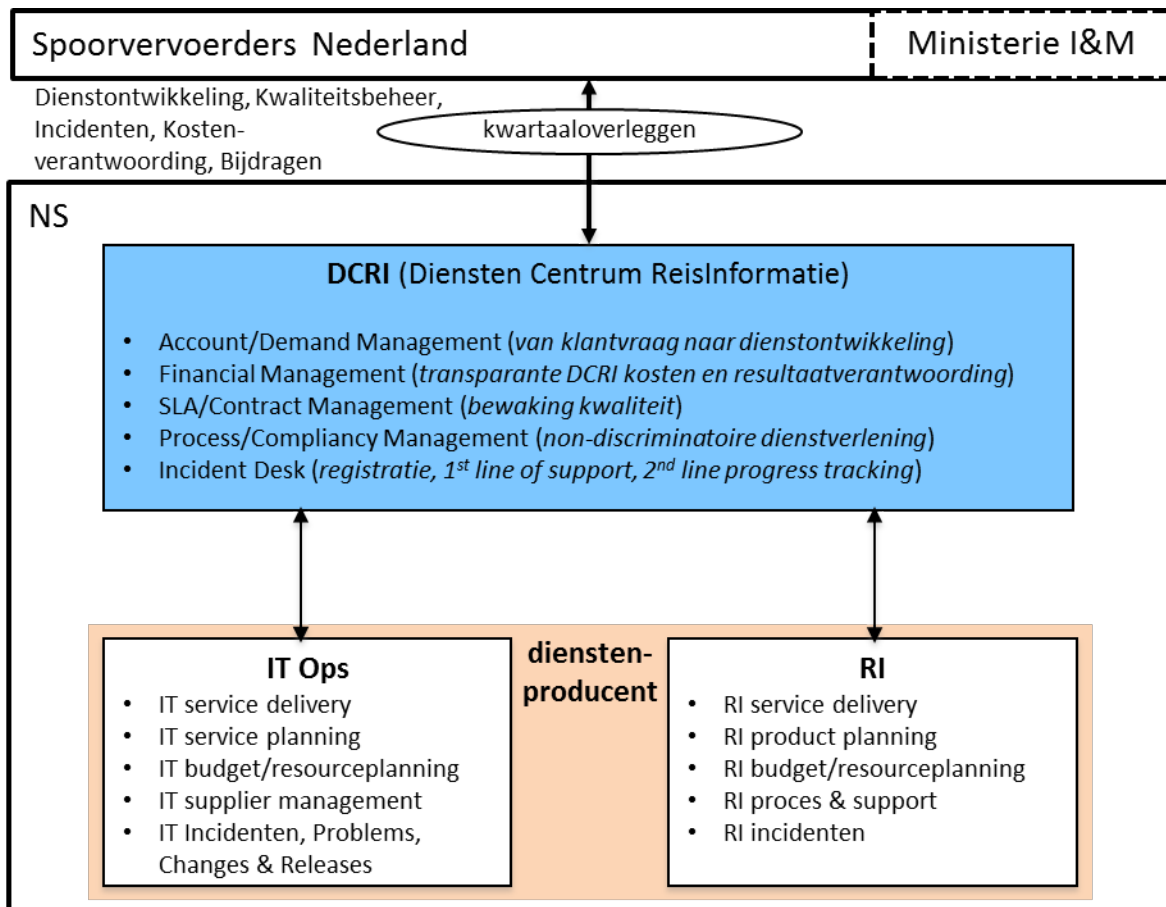 Spoorvervoerders Nederland
Ministerie I&M
Dienstontwikkeling, Kwaliteitsbeheer,
Incidenten, Kosten-
verantwoording, Bijdragen
kwartaaloverleggen
NS
DCRI (Diensten Centrum ReisInformatie)
• Account/Demand Management (van klantvraag naar dienstontwikkeling)
• Financial Management (transparante DCRI kosten en resultaatverantwoording)
• SLA/Contract Management (bewaking kwaliteit)
• Process/Compliancy Management (non-discriminatoire dienstverlening)
• Incident Desk (registratie, 1st line of support, 2nd line progress tracking)
diensten-
producent
IT Ops
• IT service delivery
• IT service planning
• IT budget/resourceplanning
• IT supplier management
• IT Incidenten, Problems,
Changes & Releases
RI
• RI service delivery
• RI product planning
• RI budget/resourceplanning
• RI proces & support
• RI incidenten